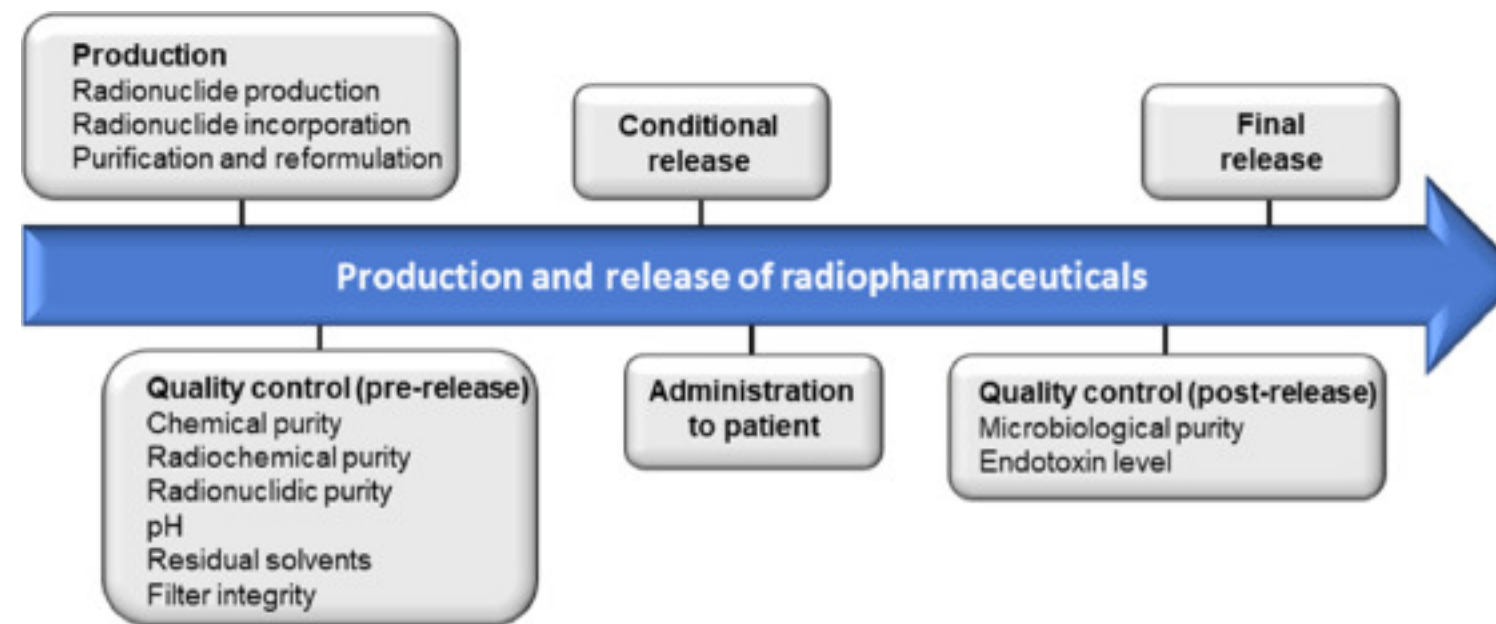 Production
Radionuclide production
Radionuclide incorporation
Purification and reformulation
Conditional
release
Final
release
Production and release of radiopharmaceuticals
Quality control (pre-release)
Chemical purity
Radiochemical purity
Radionuclidic purity
pH
Residual solvents
Filter integrity
Administration
to patient
Quality control (post-release)
Microbiological purity
Endotoxin level